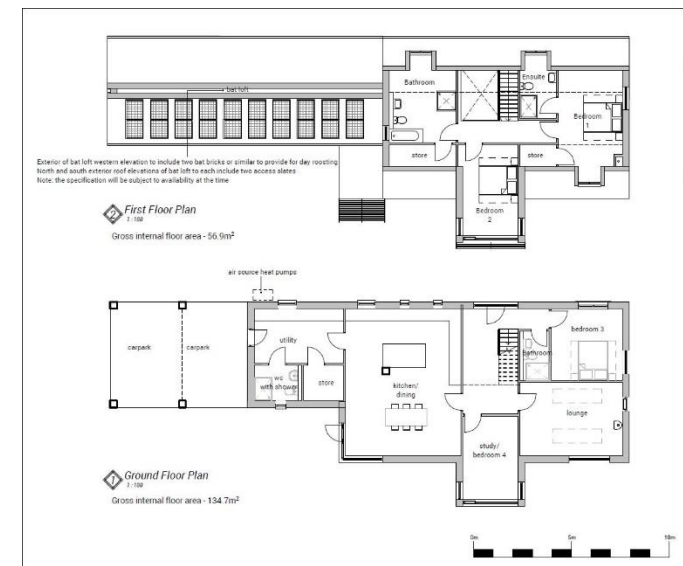 bat loft
Bathroom
Ensuite
Bedroom
1
store
store
Bedroom
2
Exterior of bat loft western elevation to include two bat bricks or similar to provide for day roosting
North and south exterior roof elevations of bat loft to each include two access slates
Note: the specification will be subject to availability at the time
2 First Floor Plan
1:100
Gross internal floor area - 56.9m²
air source heat pumps
carpark
carpark
utility
wc
with shower
store
kitchen/
dining
Bathroom
bedroom 3
lounge
study/
bedroom 4
1 Ground Floor Plan
1:100
Gross internal floor area - 134.7m²
0m
5m
10m